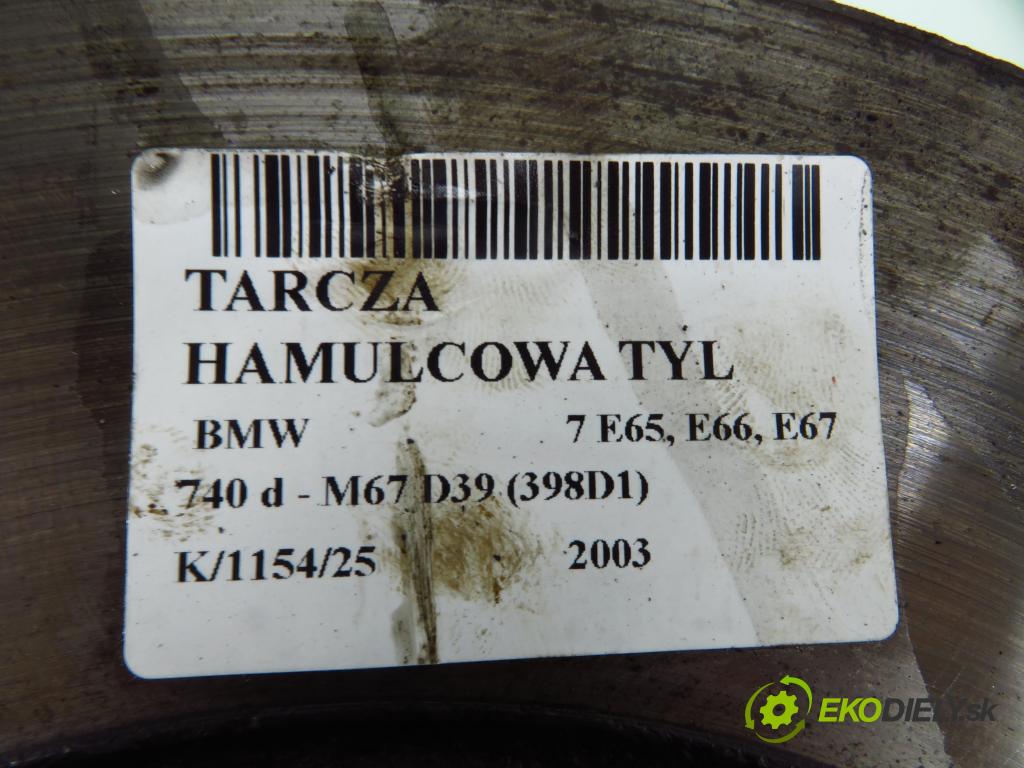 TARCZA
HAMULCOWA TYL
BMW 7 E65, E66, E67
740 d - M67 D39 (398D1)
K/1154/25 2003
EKODIELY.sk